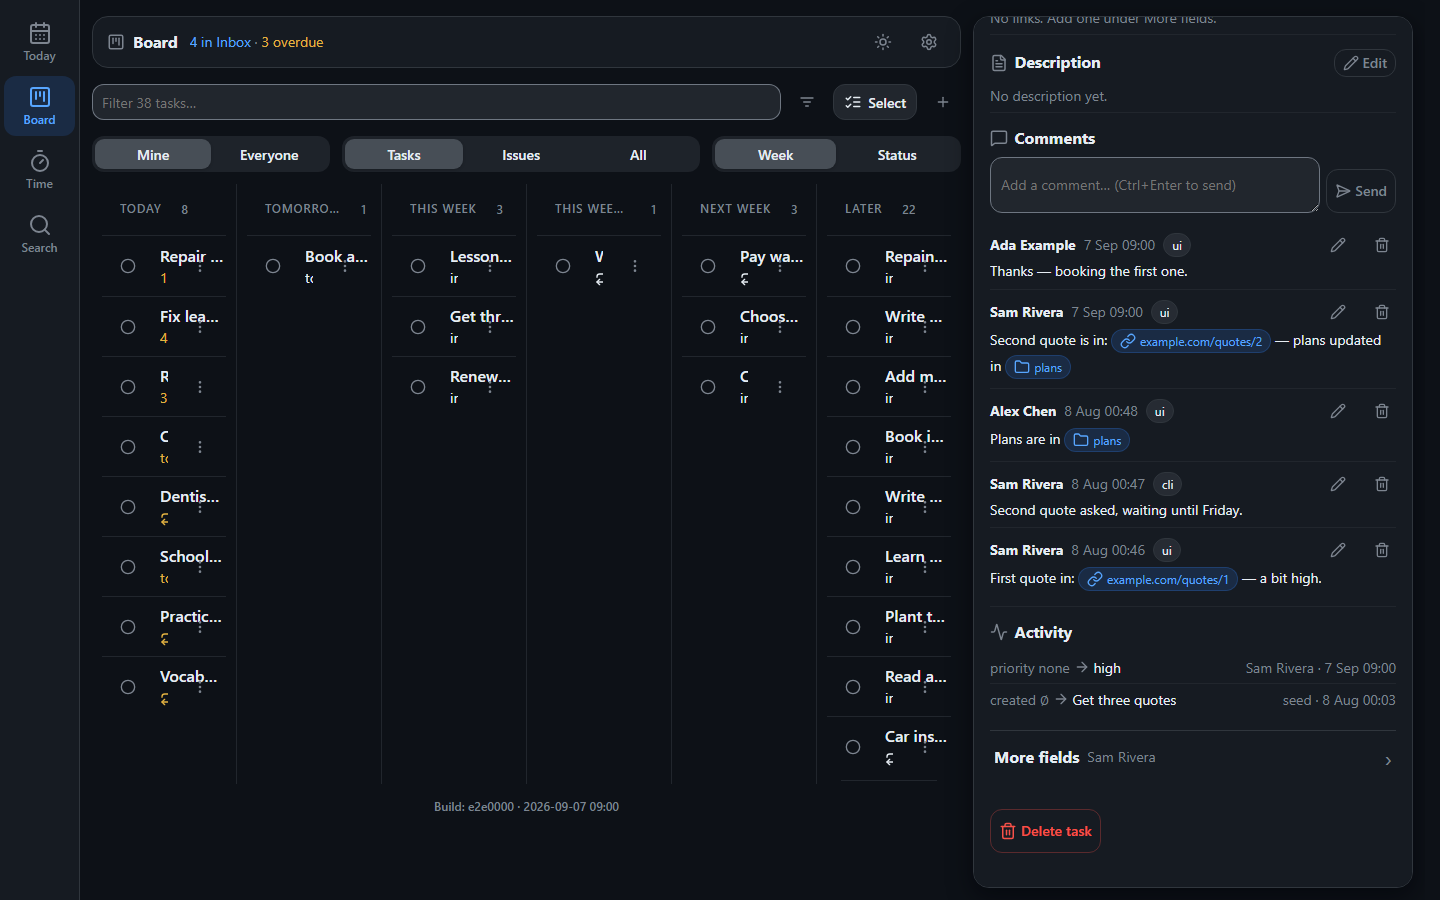 Today
Board
Time
Search
Board 4 in Inbox · 3 overdue
Filter 38 tasks...
Select
Mine Everyone Tasks Issues All Week Status
TODAY 8
Repair ...
1
Fix lea...
4
R
3
C
Dentis...
School...
Practic...
Vocab...
TOMORRO... 1
Book a...
THIS WEEK 3
Lesson...
Get thr...
Renew...
THIS WEE... 1
NEXT WEEK 3
Pay wa...
Choos...
C
LATER 22
Repain...
Write ...
Add m...
Book i...
Write ...
Learn ...
Plant t...
Read a...
Car ins...
Build: e2e0000 · 2026-09-07 09:00
No links. Add one under More fields.
Description Edit
No description yet.
Comments
Add a comment... (Ctrl+Enter to send) Send
Ada Example 7 Sep 09:00 ui
Thanks — booking the first one.
Sam Rivera 7 Sep 09:00 ui
Second quote is in: example.com/quotes/2 — plans updated
in plans
Alex Chen 8 Aug 00:48 ui
Plans are in plans
Sam Rivera 8 Aug 00:47 cli
Second quote asked, waiting until Friday.
Sam Rivera 8 Aug 00:46 ui
First quote in: example.com/quotes/1 — a bit high.
Activity
priority none → high Sam Rivera · 7 Sep 09:00
created Ø → Get three quotes seed · 8 Aug 00:03
More fields Sam Rivera
Delete task